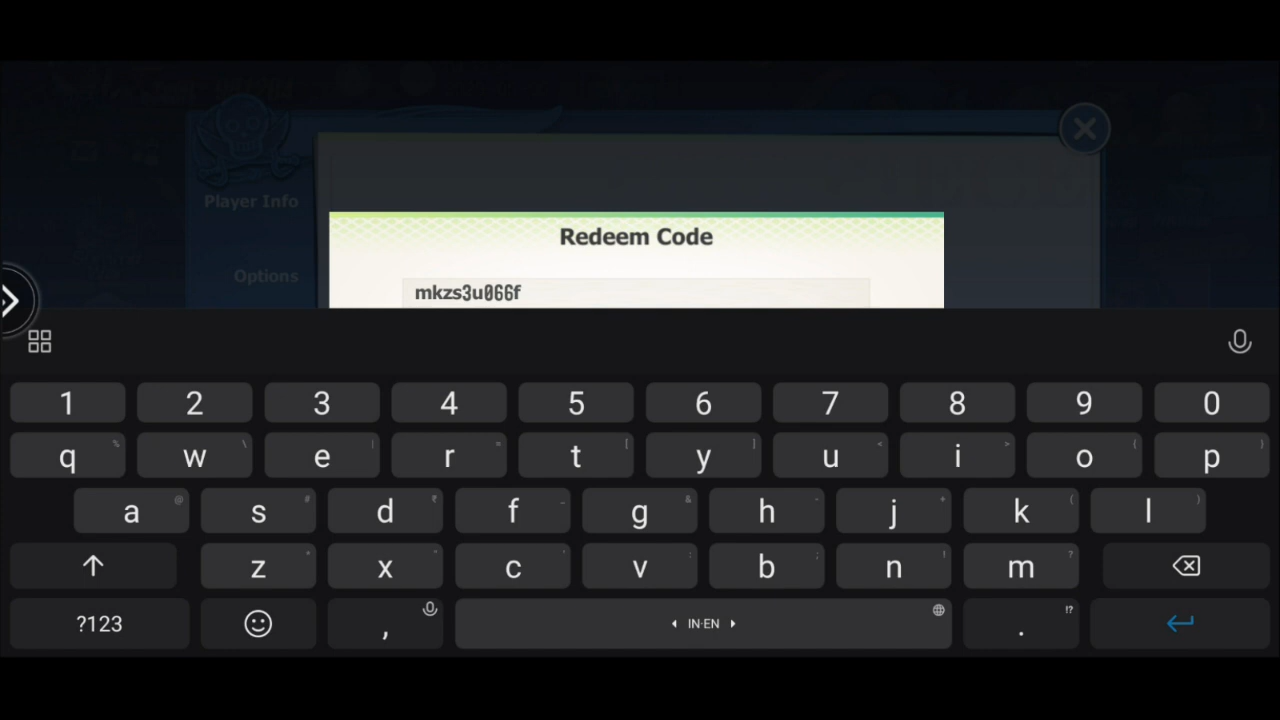 Player Info
Redeem Code
Options
mkzs3u066f
1 2 3 4 5 6 7 8 9 0
q % w \ e | r = t [ y ] u < i > o { p }
a @ s # d ₹ f _ g & h - j + k ( l )
z * x " c ' v : b ; n ! m ?
?123 , IN·EN . !?